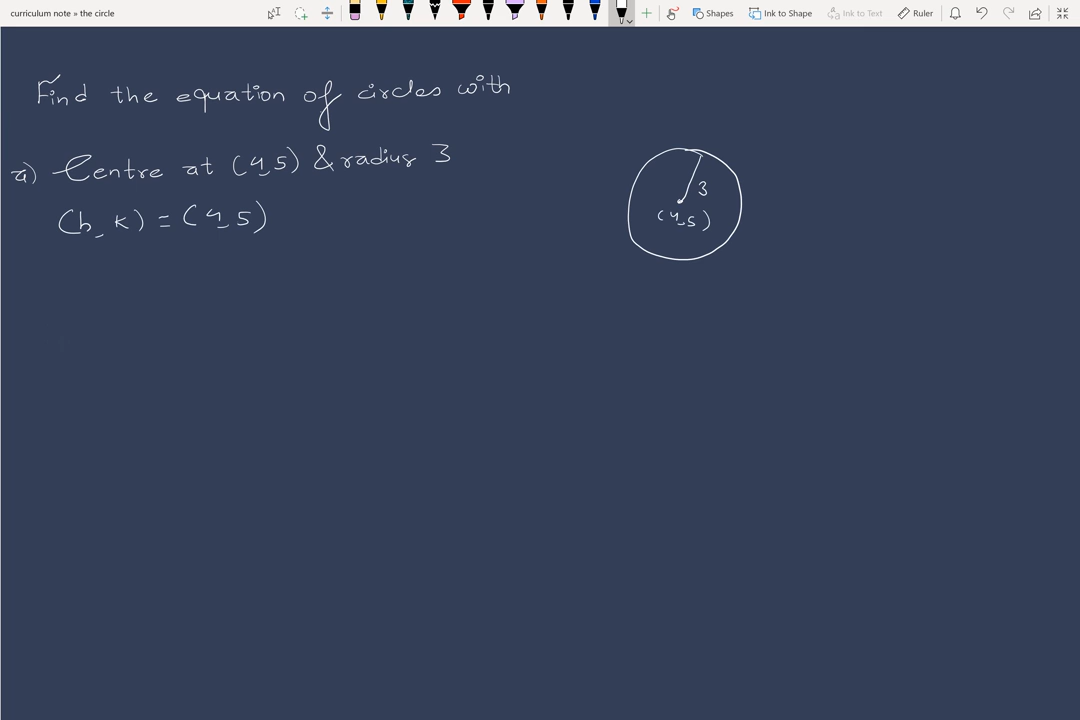 curriculum note » the circle
Shapes
Ink to Shape
Ink to Text
Ruler
Find the equation of circles with
a) Centre at (4,5) & radius 3
(h, k) = (4,5)
3
(4,5)